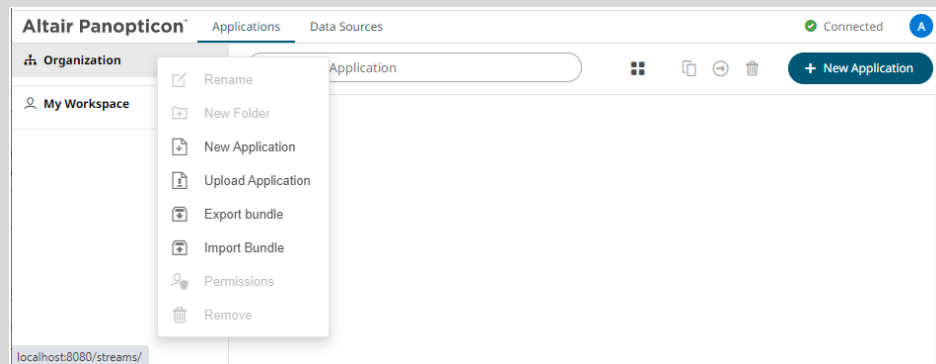 Altair Panopticon™ Applications Data Sources Connected A
Organization
Application
+ New Application
My Workspace
Rename
New Folder
New Application
Upload Application
Export bundle
Import Bundle
Permissions
Remove
localhost:8080/streams/